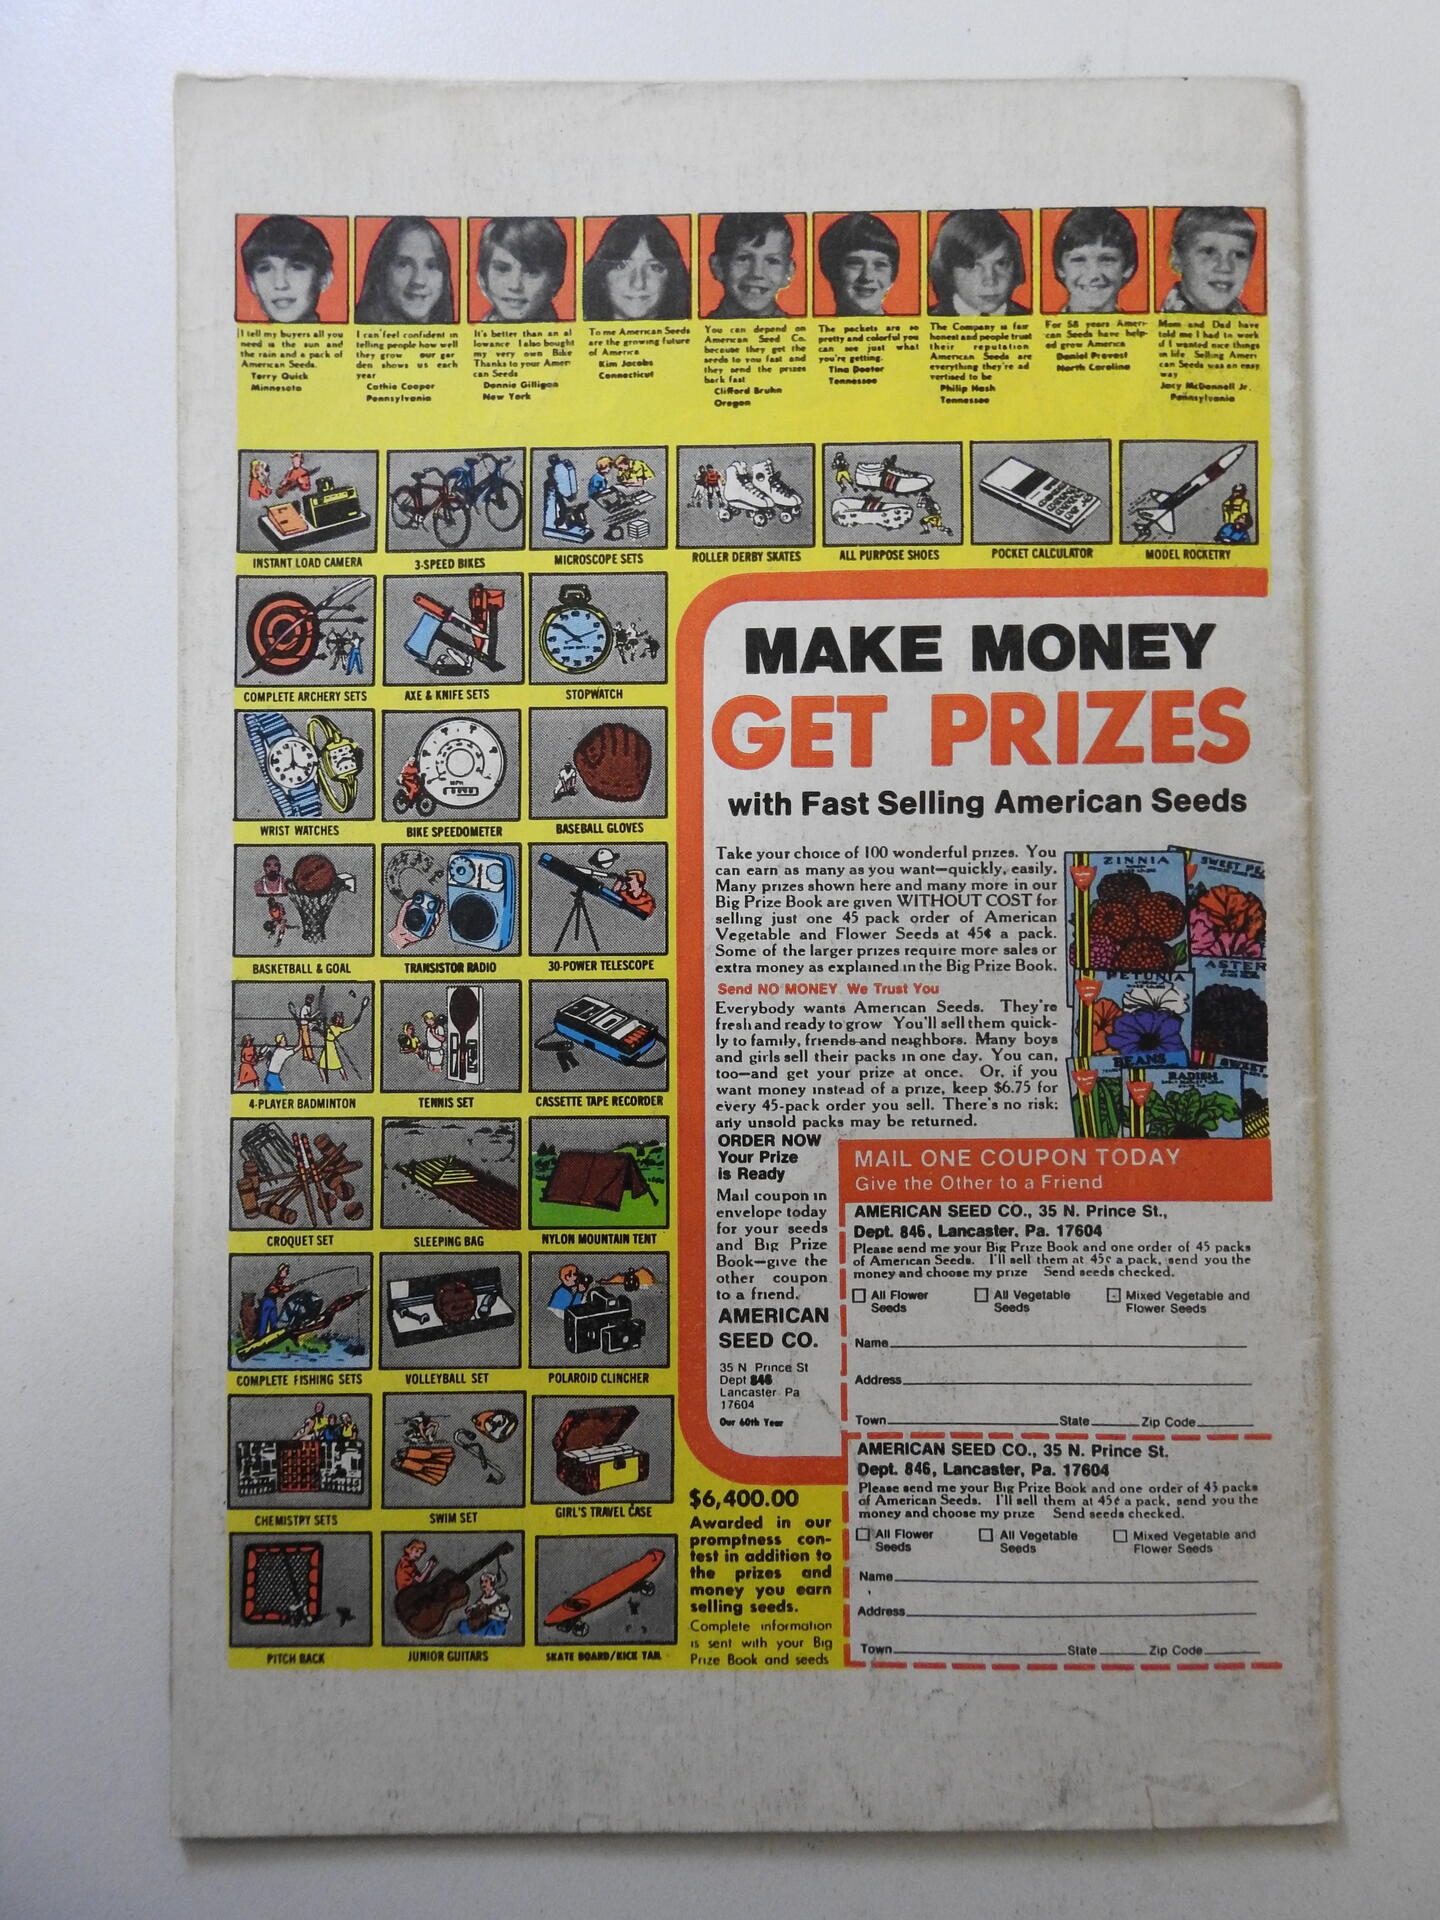 I tell my buyers all you
need is the sun and
the rain and a pack of
American Seeds.
Terry Quick
Minnesota
I can feel confident in
telling people how well
they grow our gar
den shows us each
year
Cathie Cooper
Pennsylvania
It's better than an al
lowance I also bought
my very own Bike
Thanks to your Ameri
can Seeds
Donnie Gilligan
New York
To me American Seeds
are the growing future
of America
Kim Jacobs
Connecticut
You can depend on
American Seed Co.
because they get the
seeds to you fast and
they send the prizes
back fast
Clifford Bruhn
Oregon
The packets are so
pretty and colorful you
can see just what
you're getting.
Tina Deeter
Tennessee
The Company is fair
honest and people trust
their reputation
American Seeds are
everything they're ad
vertised to be
Philip Nash
Tennessee
For 58 years Ameri-
can Seeds have help-
ed grow America
Daniel Provost
North Carolina
Mom and Dad have
told me I had to work
if I wanted nice things
in life Selling Ameri
can Seeds was an easy
way
Jacy McDonnell Jr.
Pennsylvania
INSTANT LOAD CAMERA
3-SPEED BIKES
MICROSCOPE SETS
ROLLER DERBY SKATES
ALL PURPOSE SHOES
POCKET CALCULATOR
MODEL ROCKETRY
COMPLETE ARCHERY SETS
AXE & KNIFE SETS
STOPWATCH
WRIST WATCHES
MPH
BIKE SPEEDOMETER
BASEBALL GLOVES
BASKETBALL & GOAL
TRANSISTOR RADIO
30-POWER TELESCOPE
4-PLAYER BADMINTON
TENNIS SET
CASSETTE TAPE RECORDER
CROQUET SET
SLEEPING BAG
NYLON MOUNTAIN TENT
COMPLETE FISHING SETS
VOLLEYBALL SET
POLAROID CLINCHER
CHEMISTRY SETS
SWIM SET
GIRL'S TRAVEL CASE
PITCH BACK
JUNIOR GUITARS
SKATE BOARD/KICK TAIL
MAKE MONEY
GET PRIZES
with Fast Selling American Seeds
Take your choice of 100 wonderful prizes. You
can earn as many as you want—quickly, easily.
Many prizes shown here and many more in our
Big Prize Book are given WITHOUT COST for
selling just one 45 pack order of American
Vegetable and Flower Seeds at 45¢ a pack.
Some of the larger prizes require more sales or
extra money as explained in the Big Prize Book.
Send NO MONEY We Trust You
Everybody wants American Seeds. They're
fresh and ready to grow You'll sell them quick-
ly to family, friends and neighbors. Many boys
and girls sell their packs in one day. You can,
too—and get your prize at once. Or, if you
want money instead of a prize, keep $6.75 for
every 45-pack order you sell. There's no risk;
any unsold packs may be returned.
ZINNIA
SWEET PE
PETUNIA
ASTER
BEANS
RADISH
SWEET
ORDER NOW
Your Prize
is Ready
Mail coupon in
envelope today
for your seeds
and Big Prize
Book—give the
other coupon
to a friend.
AMERICAN
SEED CO.
35 N Prince St
Dept 846
Lancaster Pa
17604
Our 60th Year
MAIL ONE COUPON TODAY
Give the Other to a Friend
AMERICAN SEED CO., 35 N. Prince St.,
Dept. 846, Lancaster, Pa. 17604
Please send me your Big Prize Book and one order of 45 packs
of American Seeds. I'll sell them at 45¢ a pack, send you the
money and choose my prize Send seeds checked.
All Flower
Seeds
All Vegetable
Seeds
Mixed Vegetable and
Flower Seeds
Name
Address
Town State Zip Code
AMERICAN SEED CO., 35 N. Prince St.
Dept. 846, Lancaster, Pa. 17604
Please send me your Big Prize Book and one order of 45 packs
of American Seeds. I'll sell them at 45¢ a pack, send you the
money and choose my prize Send seeds checked.
All Flower
Seeds
All Vegetable
Seeds
Mixed Vegetable and
Flower Seeds
Name
Address
Town State Zip Code
$6,400.00
Awarded in our
promptness con-
test in addition to
the prizes and
money you earn
selling seeds.
Complete information
is sent with your Big
Prize Book and seeds